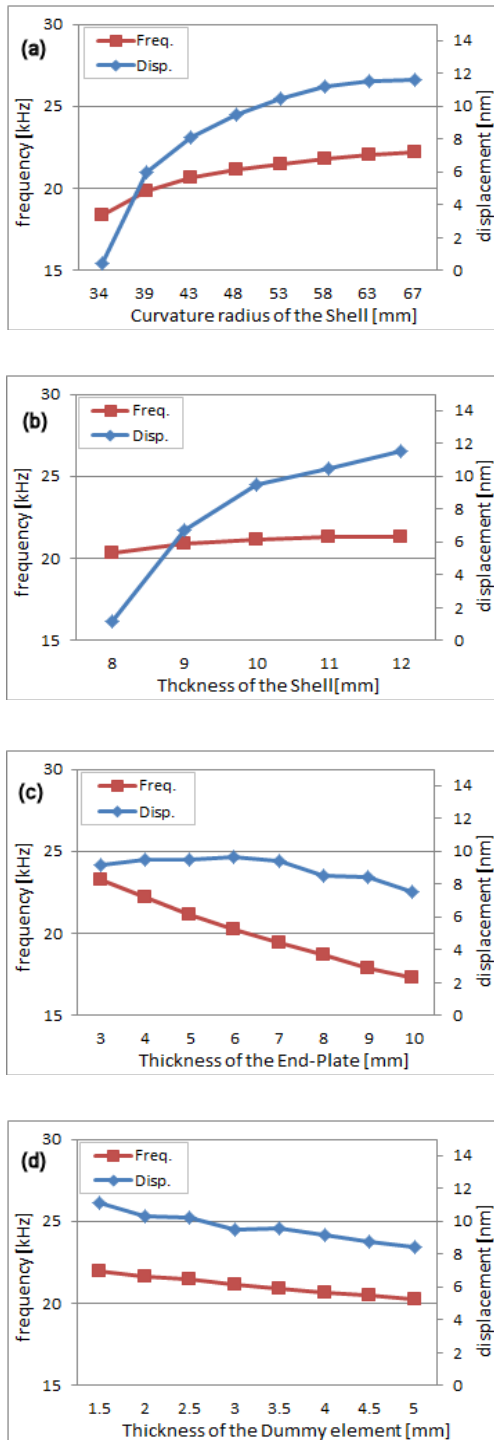 (a)
Freq.
Disp.
frequency [kHz]
30
25
20
15
displacement [nm]
14
12
10
8
6
4
2
0
34 39 43 48 53 58 63 67
Curvature radius of the Shell [mm]
(b)
Freq.
Disp.
frequency [kHz]
30
25
20
15
displacement [nm]
14
12
10
8
6
4
2
0
8 9 10 11 12
Thckness of the Shell[mm]
(c)
Freq.
Disp.
frequency [kHz]
30
25
20
15
displacement [nm]
14
12
10
8
6
4
2
0
3 4 5 6 7 8 9 10
Thickness of the End-Plate [mm]
(d)
Freq.
Disp.
frequency [kHz]
30
25
20
15
displacement [nm]
14
12
10
8
6
4
2
0
1.5 2 2.5 3 3.5 4 4.5 5
Thickness of the Dummy element [mm]